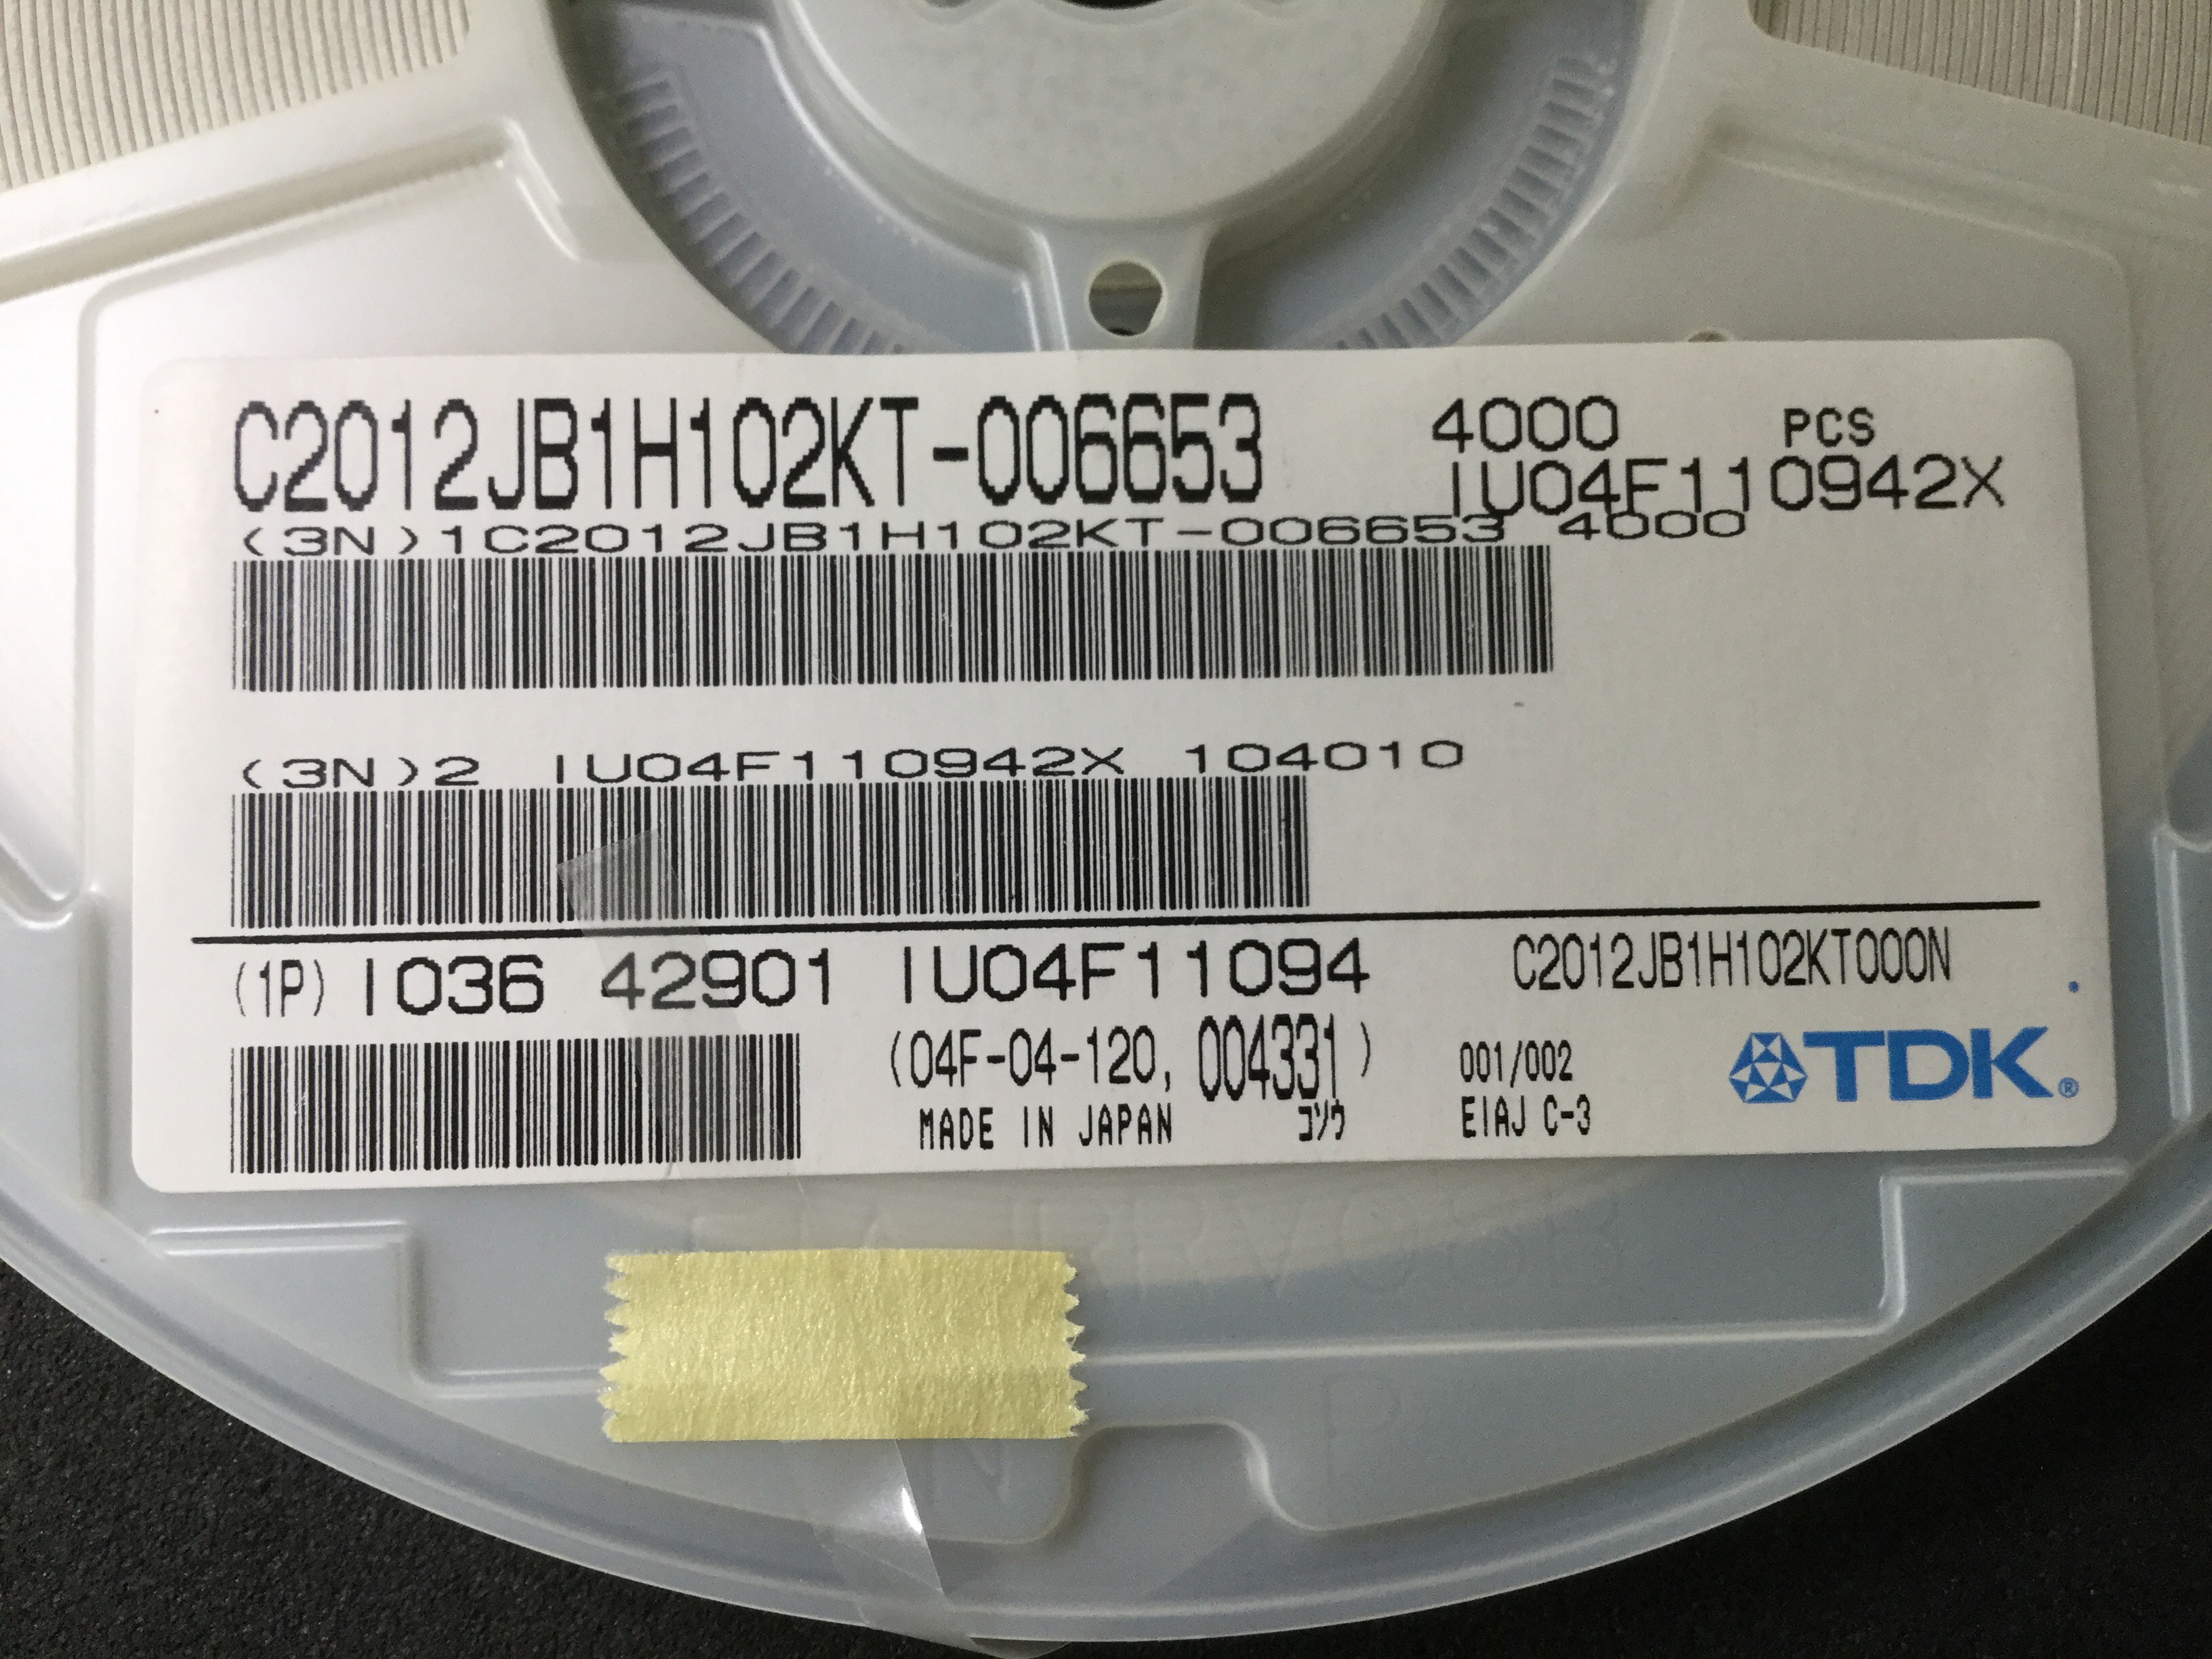 C2012JB1H102KT-006653 4000 PCS
IU04F110942X
(3N)1C2012JB1H102KT-006653 4000
(3N)2 IU04F110942X 104010
(1P) I036 42901 IU04F11094 C2012JB1H102KT000N
(04F-04-120, 004331) 001/002 TDK®
MADE IN JAPAN コソウ EIAJ C-3